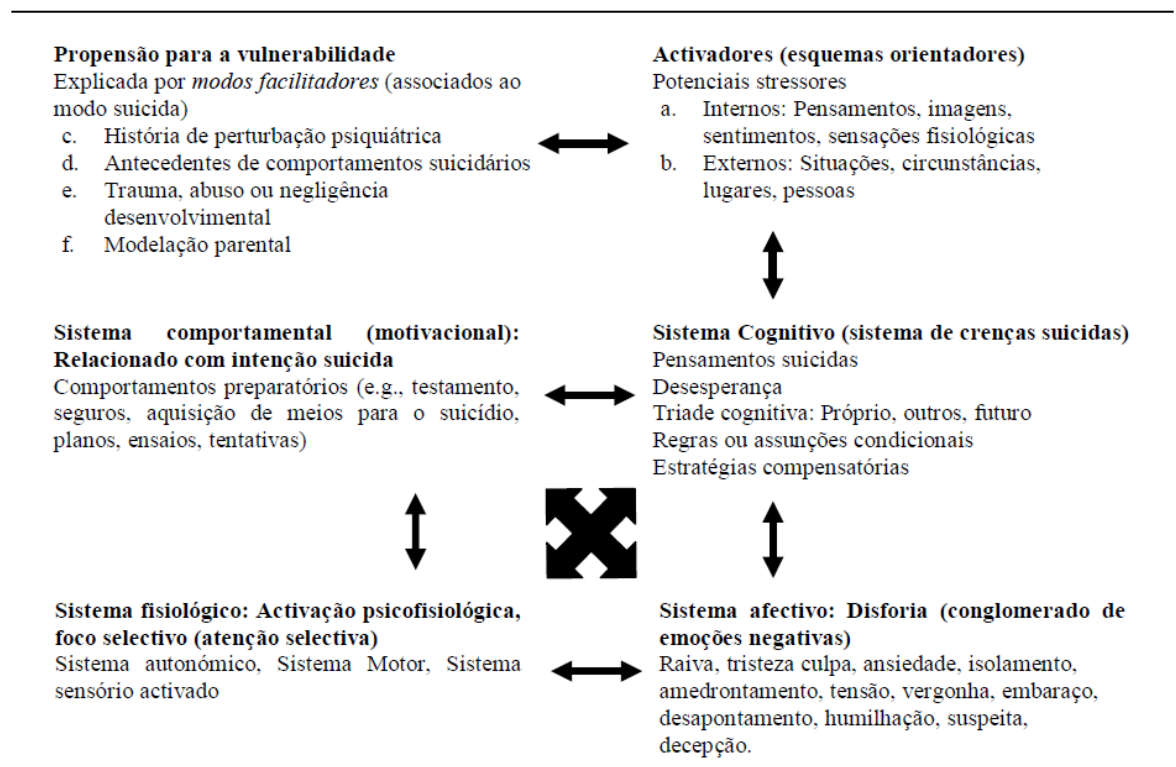 Propensão para a vulnerabilidade
Explicada por modos facilitadores (associados ao
modo suicida)
c. História de perturbação psiquiátrica
d. Antecedentes de comportamentos suicidários
e. Trauma, abuso ou negligência
desenvolvimental
f. Modelação parental
Activadores (esquemas orientadores)
Potenciais stressores
a. Internos: Pensamentos, imagens,
sentimentos, sensações fisiológicas
b. Externos: Situações, circunstâncias,
lugares, pessoas
Sistema comportamental (motivacional):
Relacionado com intenção suicida
Comportamentos preparatórios (e.g., testamento,
seguros, aquisição de meios para o suicídio,
planos, ensaios, tentativas)
Sistema Cognitivo (sistema de crenças suicidas)
Pensamentos suicidas
Desesperança
Triade cognitiva: Próprio, outros, futuro
Regras ou assunções condicionais
Estratégias compensatórias
Sistema fisiológico: Activação psicofisiológica,
foco selectivo (atenção selectiva)
Sistema autonómico, Sistema Motor, Sistema
sensório activado
Sistema afectivo: Disforia (conglomerado de
emoções negativas)
Raiva, tristeza culpa, ansiedade, isolamento,
amedrontamento, tensão, vergonha, embaraço,
desapontamento, humilhação, suspeita,
decepção.